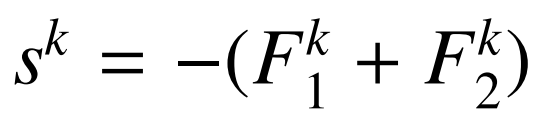 s^k = −(F_1^k + F_2^k)